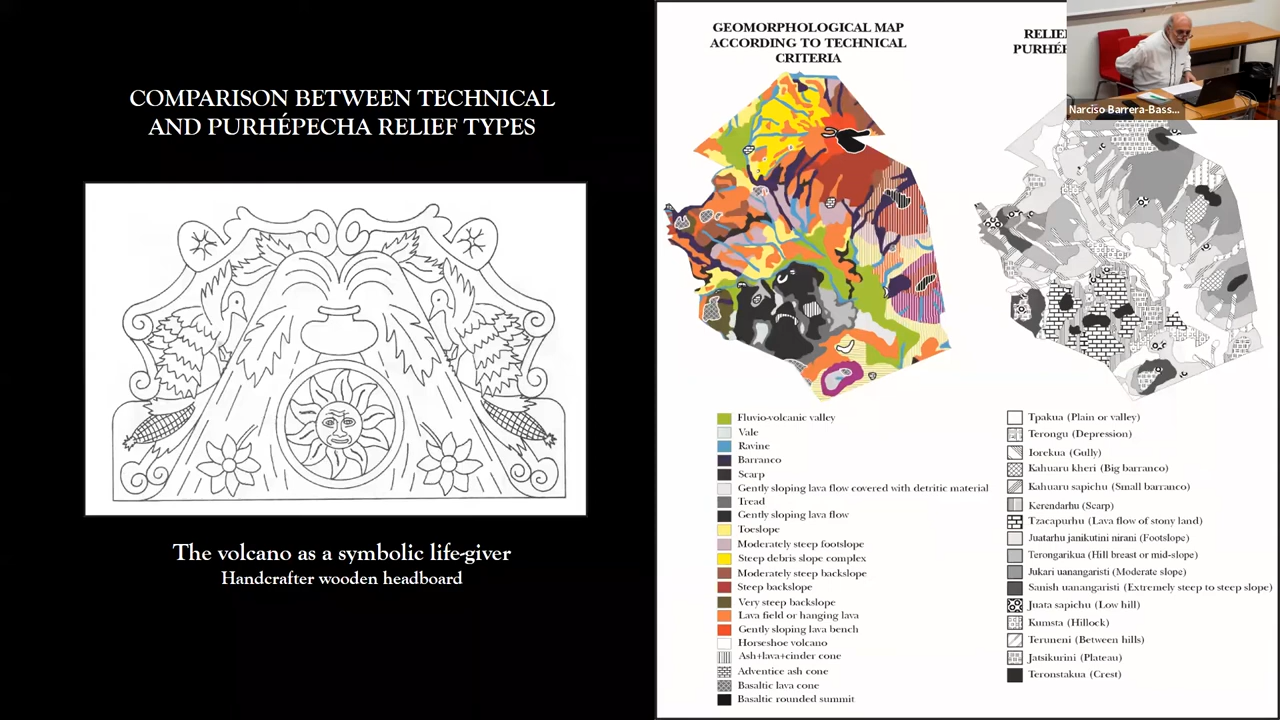 COMPARISON BETWEEN TECHNICAL
AND PURHÉPECHA RELIEF TYPES
The volcano as a symbolic life-giver
Handcrafter wooden headboard
GEOMORPHOLOGICAL MAP
ACCORDING TO TECHNICAL
CRITERIA
Fluvio-volcanic valley
Vale
Ravine
Barranco
Scarp
Gently sloping lava flow covered with detritic material
Tread
Gently sloping lava flow
Toeslope
Moderately steep footslope
Steep debris slope complex
Moderately steep backslope
Steep backslope
Very steep backslope
Lava field or hanging lava
Gently sloping lava bench
Horseshoe volcano
Ash+lava+cinder cone
Adventice ash cone
Basaltic lava cone
Basaltic rounded summit
Narciso Barrera-Bass...
Tpakua (Plain or valley)
Terongu (Depression)
Iorekua (Gully)
Kahuaru kheri (Big barranco)
Kahuaru sapichu (Small barranco)
Kerendarhu (Scarp)
Tzacapurhu (Lava flow of stony land)
Juatarhu janikutini nirani (Footslope)
Terongarikua (Hill breast or mid-slope)
Jukari uanangaristi (Moderate slope)
Sanish uanangaristi (Extremely steep to steep slope)
Juata sapichu (Low hill)
Kumsta (Hillock)
Teruneni (Between hills)
Jatsikurini (Plateau)
Teronstakua (Crest)